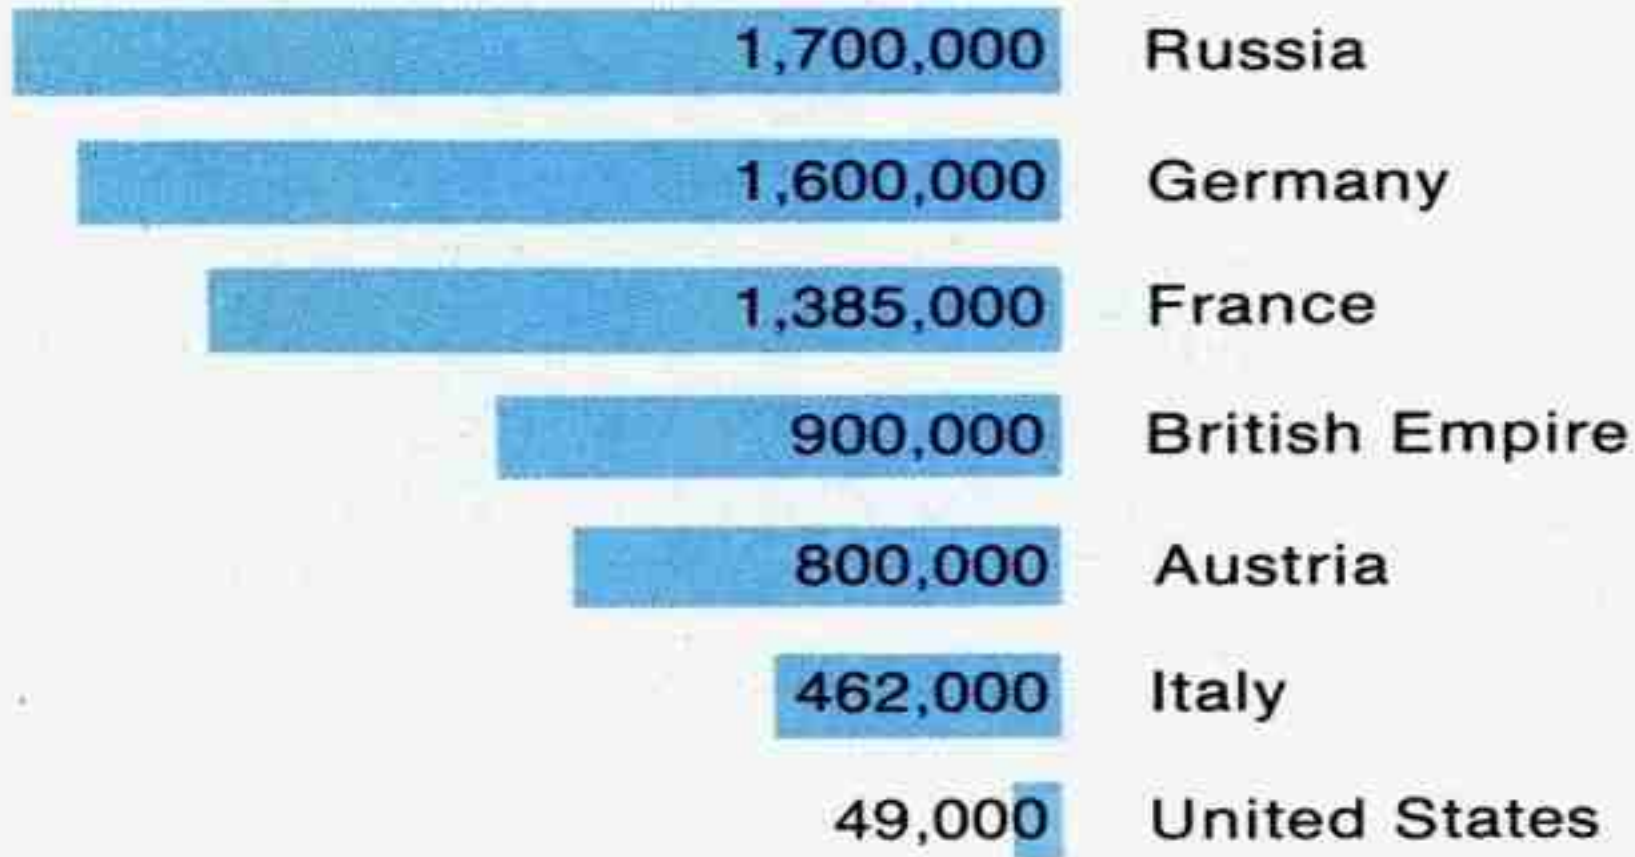 1,700,000 Russia
1,600,000 Germany
1,385,000 France
900,000 British Empire
800,000 Austria
462,000 Italy
49,000 United States